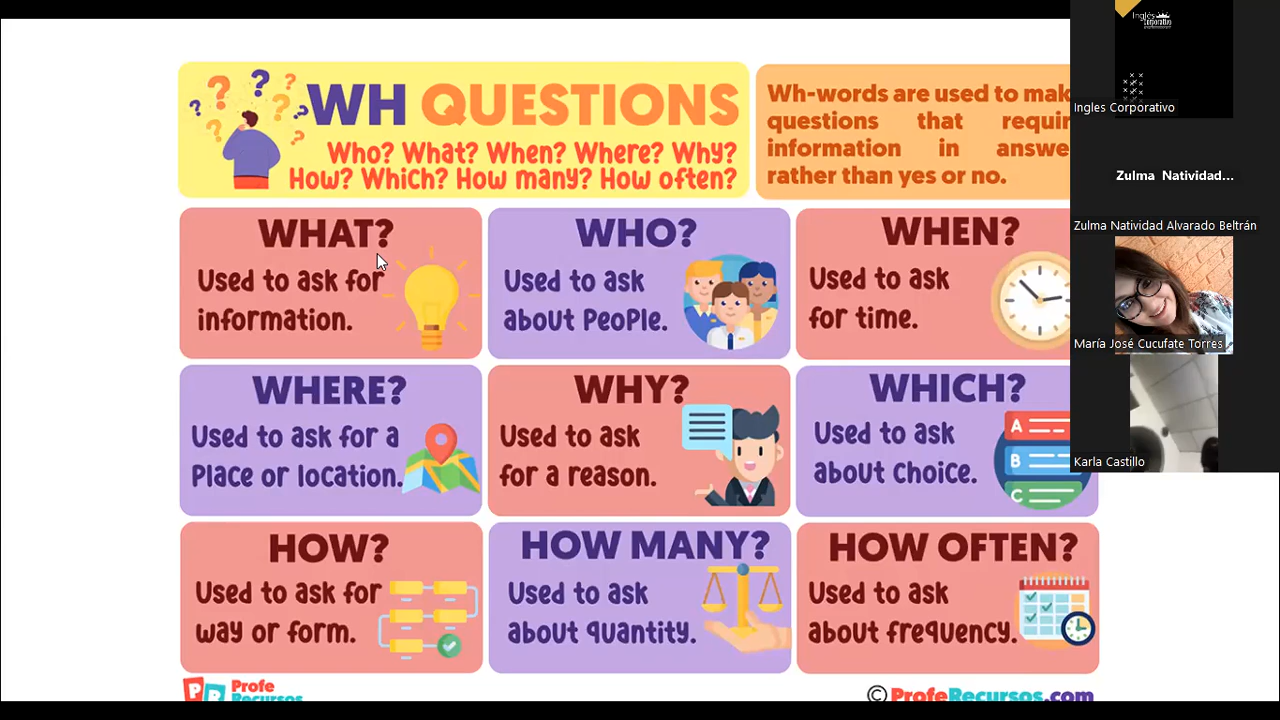 WH QUESTIONS
Who? What? When? Where? Why?
How? Which? How many? How often?
Wh-words are used to mak
questions that requir
information in answe
rather than yes or no.
WHAT?
Used to ask for
information.
WHO?
Used to ask
about People.
WHEN?
Used to ask
for time.
WHERE?
Used to ask for a
Place or location.
WHY?
Used to ask
for a reason.
WHICH?
Used to ask
about Choice.
A
B
C
HOW?
Used to ask for
way or form.
HOW MANY?
Used to ask
about quantity.
HOW OFTEN?
Used to ask
about frequency.
PR Profe
Recursos
© ProfeRecursos.com
Inglés
Corporativo
Ingles Corporativo
Zulma Natividad...
Zulma Natividad Alvarado Beltrán
María José Cucufate Torres
Karla Castillo